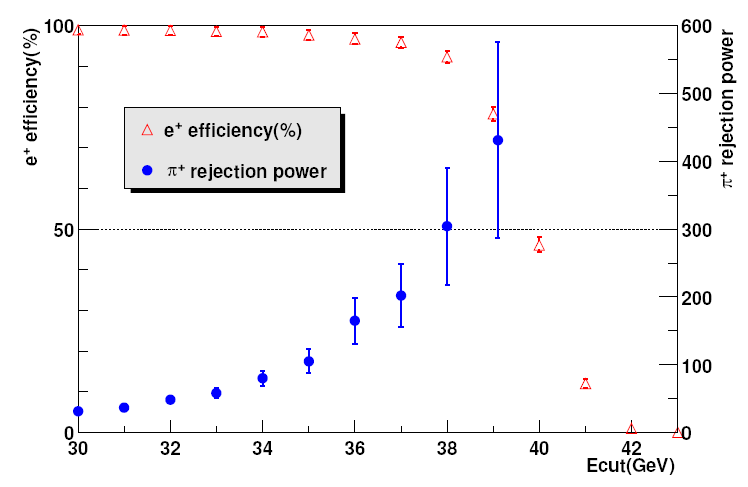 100
50
0
e⁺ efficiency(%)
e⁺ efficiency(%)
π⁺ rejection power
600
500
400
300
200
100
0
π⁺ rejection power
30 32 34 36 38 40 42
Ecut(GeV)